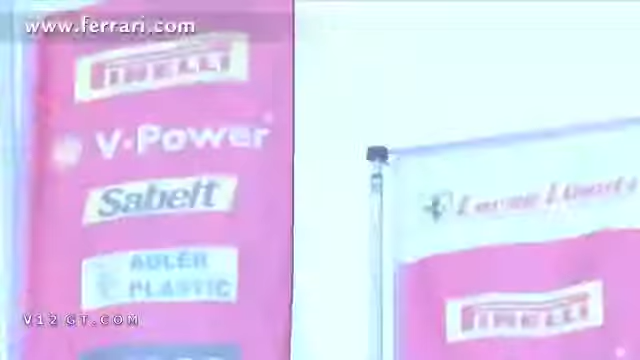 www.ferrari.com
PIRELLI
V-Power
Sabelt
ADLER
PLASTIC
PIRELLI
V12GT.COM